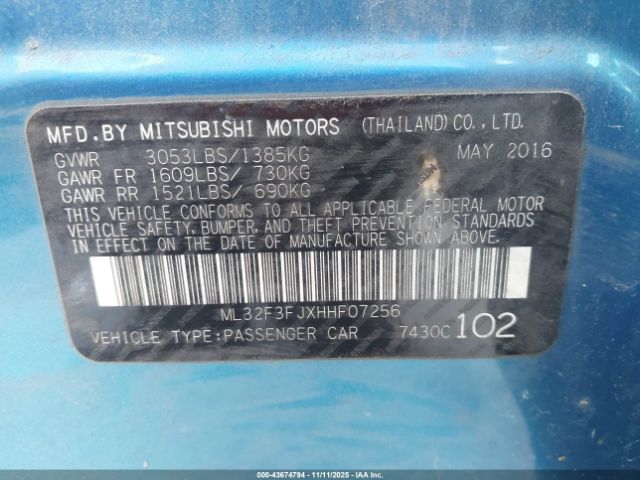 MFD.BY MITSUBISHI MOTORS (THAILAND) CO.,LTD.
GVWR 3053LBS/1385KG MAY 2016
GAWR FR 1609LBS/ 730KG
GAWR RR 1521LBS/ 690KG
THIS VEHICLE CONFORMS TO ALL APPLICABLE FEDERAL MOTOR
VEHICLE SAFETY, BUMPER, AND THEFT PREVENTION STANDARDS
IN EFFECT ON THE DATE OF MANUFACTURE SHOWN ABOVE.
ML32F3FJXHHF07256
VEHICLE TYPE:PASSENGER CAR 7430C 102
000-43674794 - 11/11/2025 - IAAI.COM